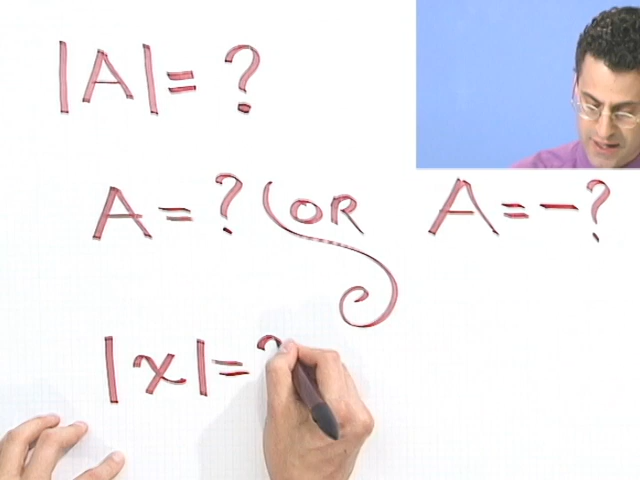 |A| = ?
A = ? OR A = -?
|x| =